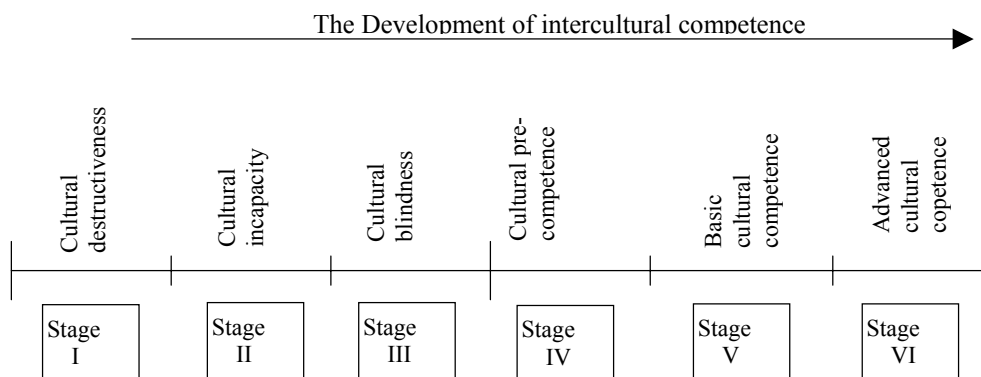 The Development of intercultural competence
Cultural
destructiveness
Cultural
incapacity
Cultural
blindness
Cultural pre-
competence
Basic
cultural
competence
Advanced
cultural
copetence
Stage
I
Stage
II
Stage
III
Stage
IV
Stage
V
Stage
VI